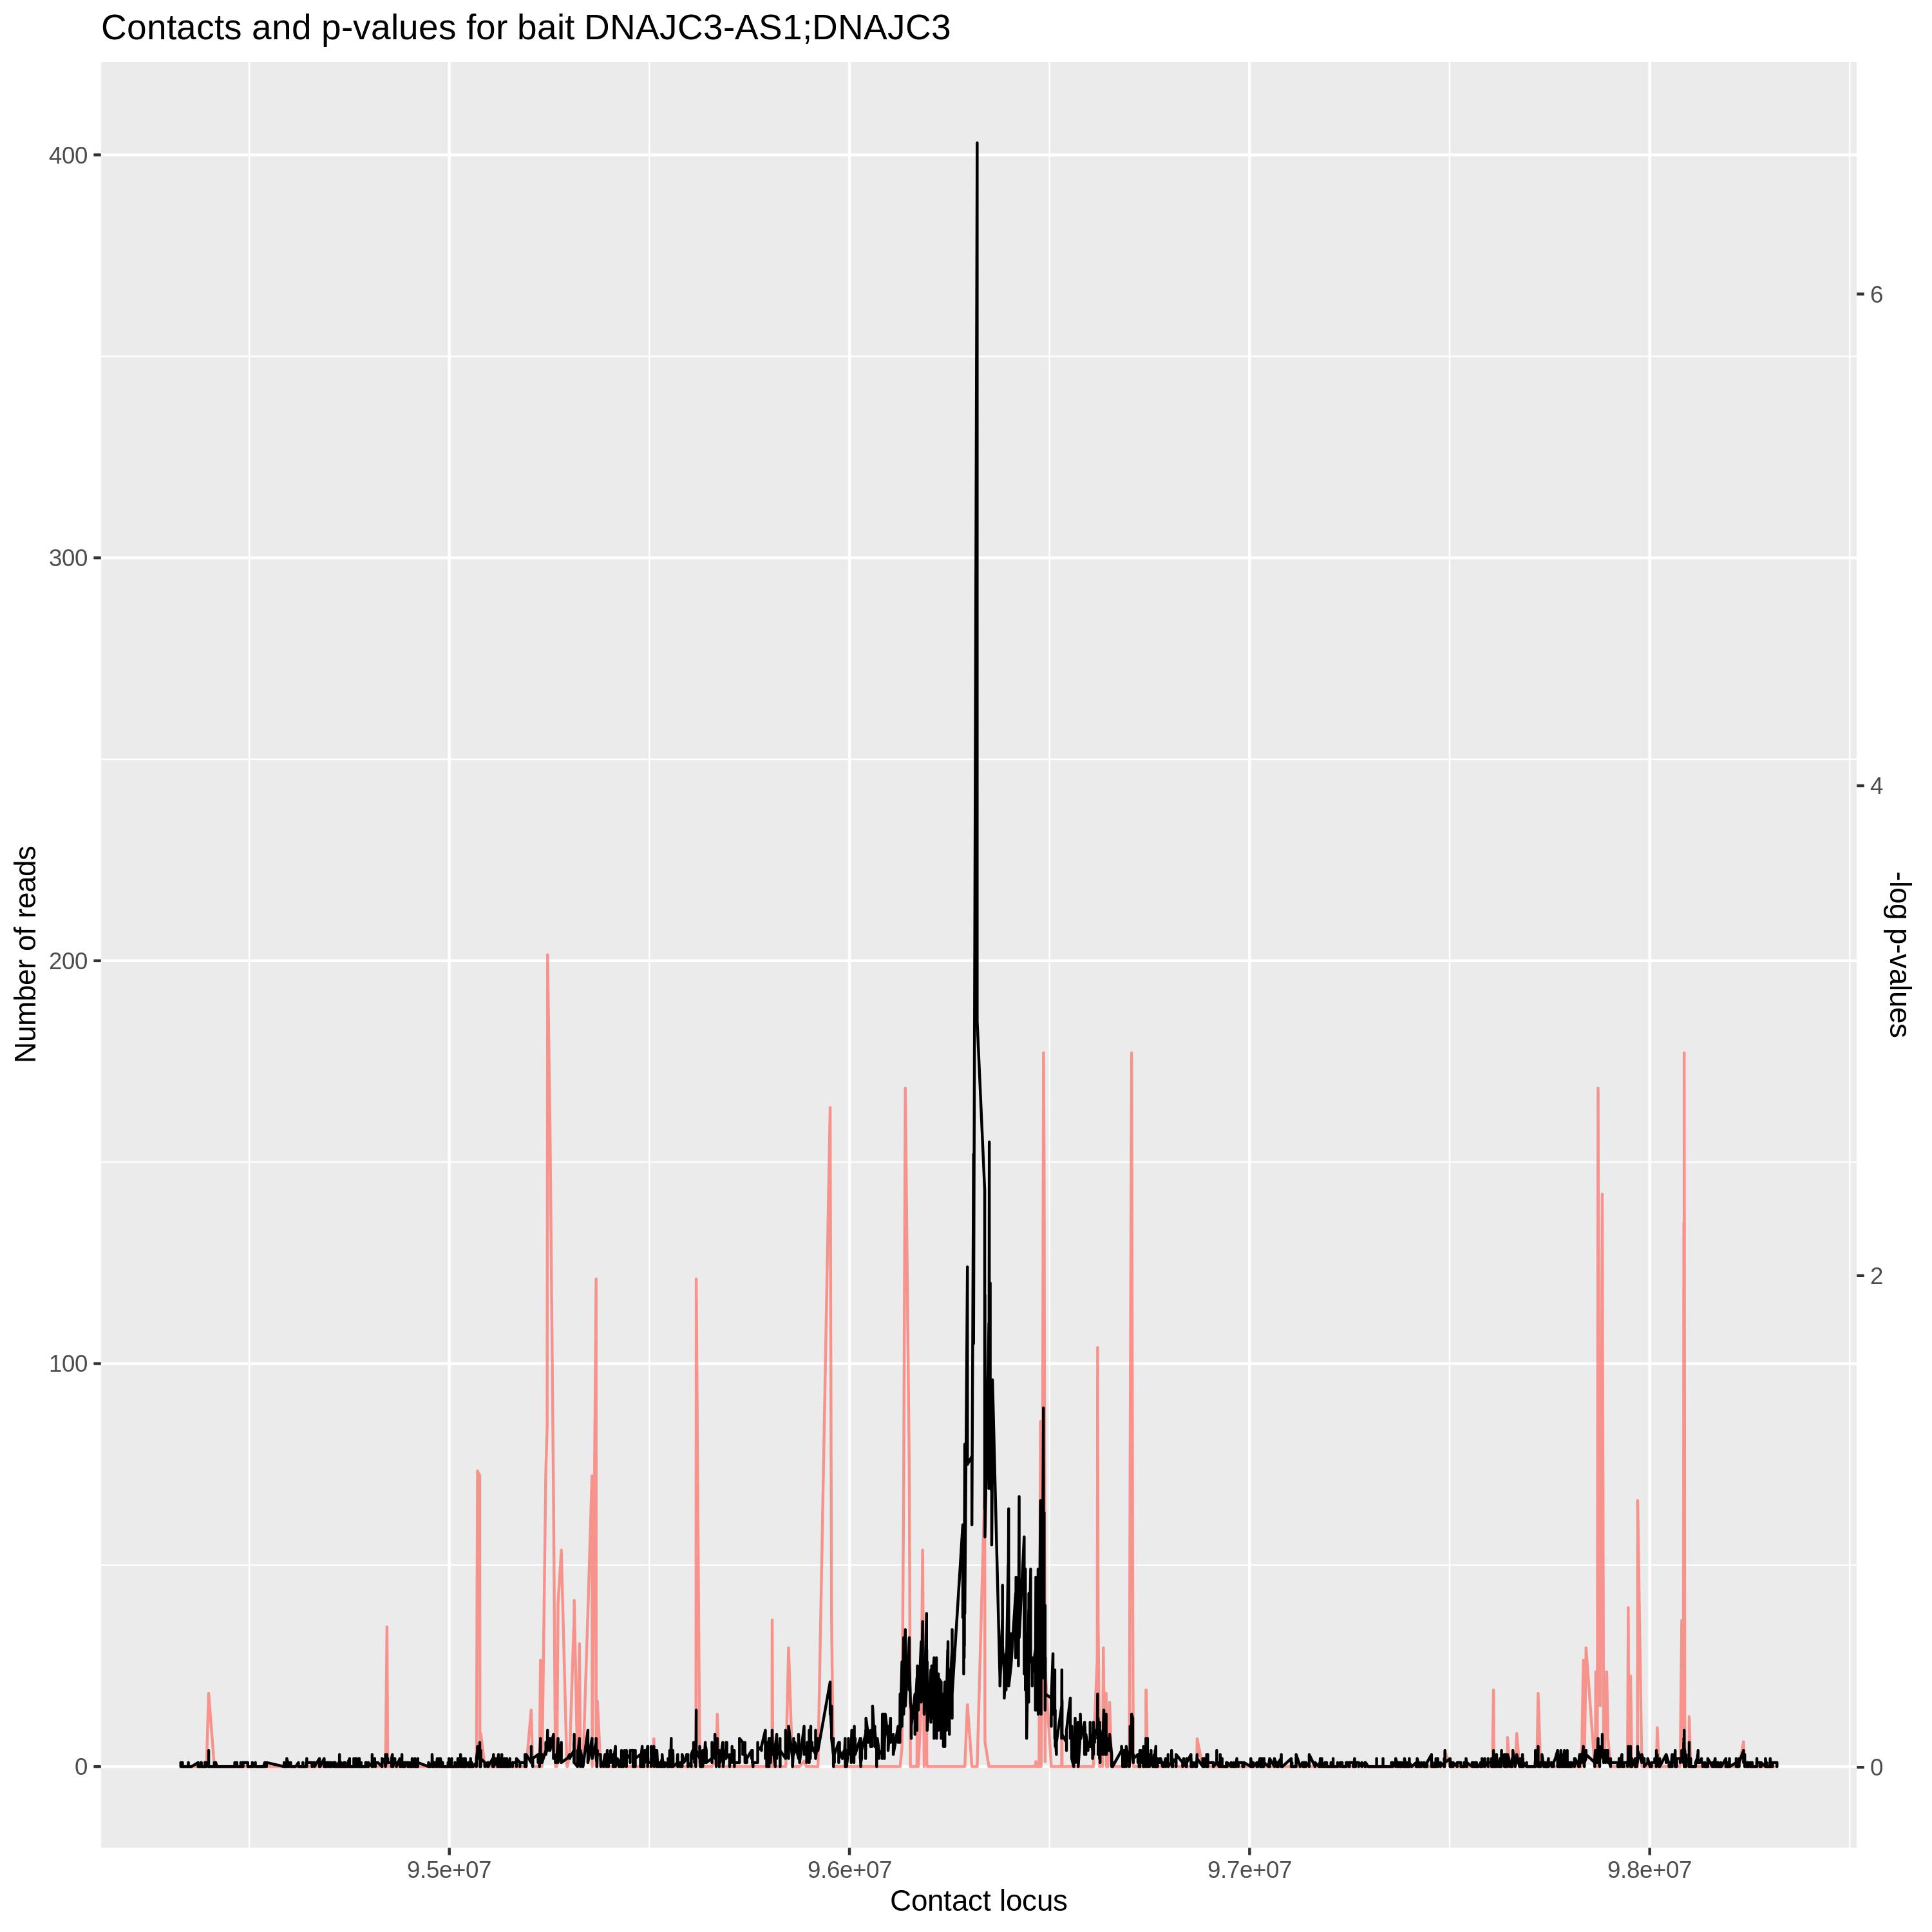 Contacts and p-values for bait DNAJC3-AS1;DNAJC3
400
300
200
100
0
Number of reads
6
4
2
0
-log p-values
9.5e+07
9.6e+07
9.7e+07
9.8e+07
Contact locus